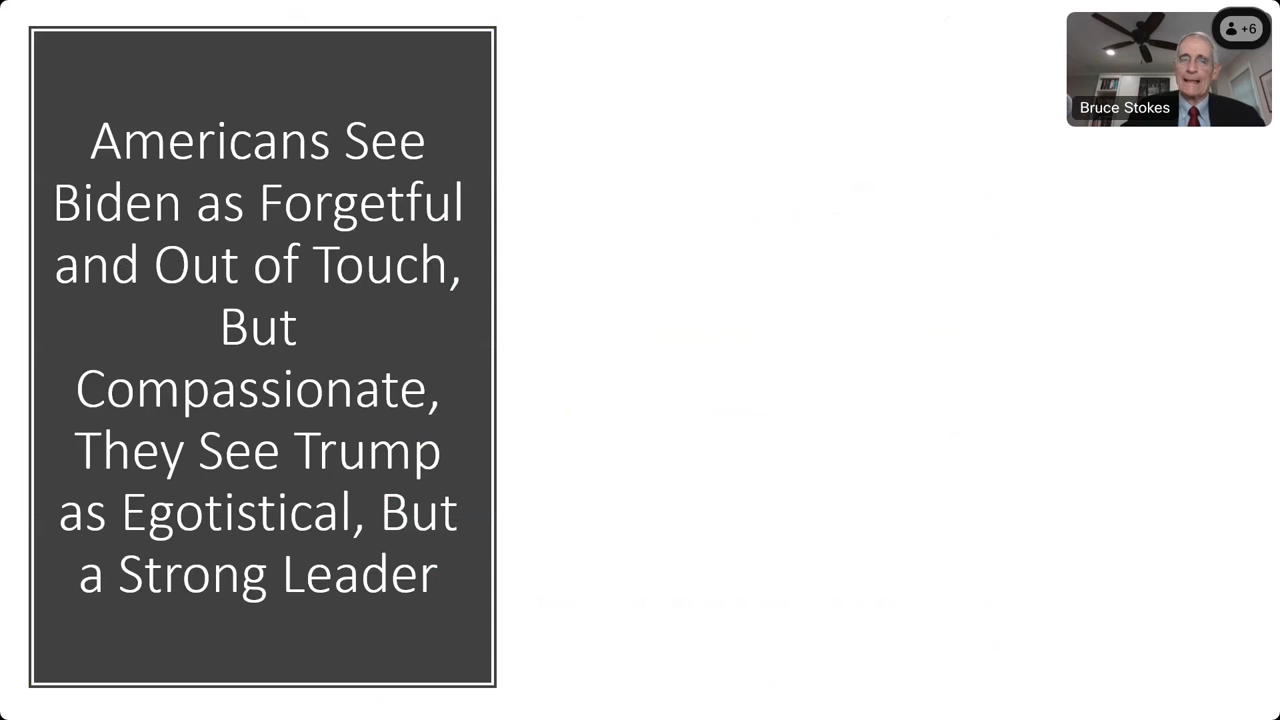 Americans See
Biden as Forgetful
and Out of Touch,
But
Compassionate,
They See Trump
as Egotistical, But
a Strong Leader
+6
Bruce Stokes